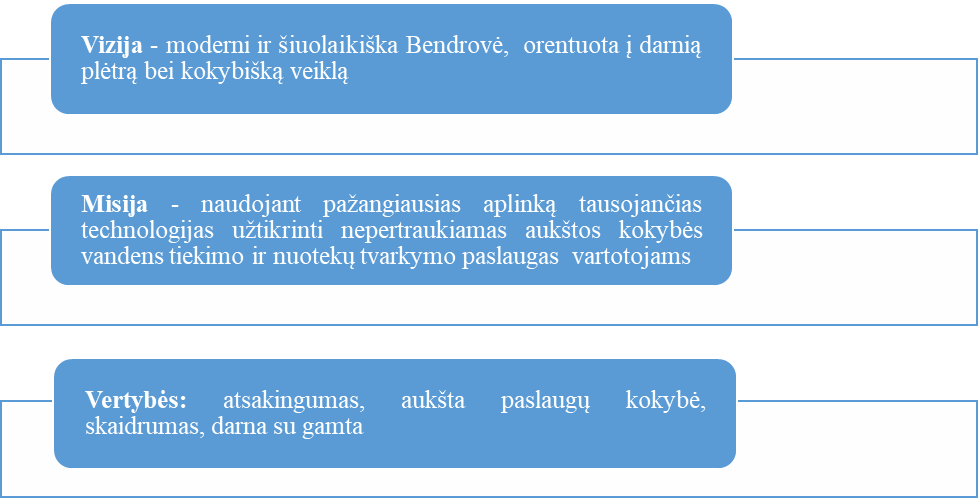 Vizija - moderni ir šiuolaikiška Bendrovė, orentuota į darnią
plėtrą bei kokybišką veiklą
Misija - naudojant pažangiausias aplinką tausojančias
technologijas užtikrinti nepertraukiamas aukštos kokybės
vandens tiekimo ir nuotekų tvarkymo paslaugas vartotojams
Vertybės: atsakingumas, aukšta paslaugų kokybė,
skaidrumas, darna su gamta